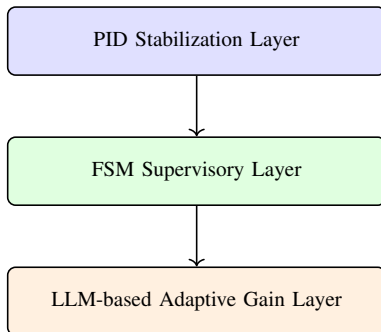 PID Stabilization Layer
FSM Supervisory Layer
LLM-based Adaptive Gain Layer